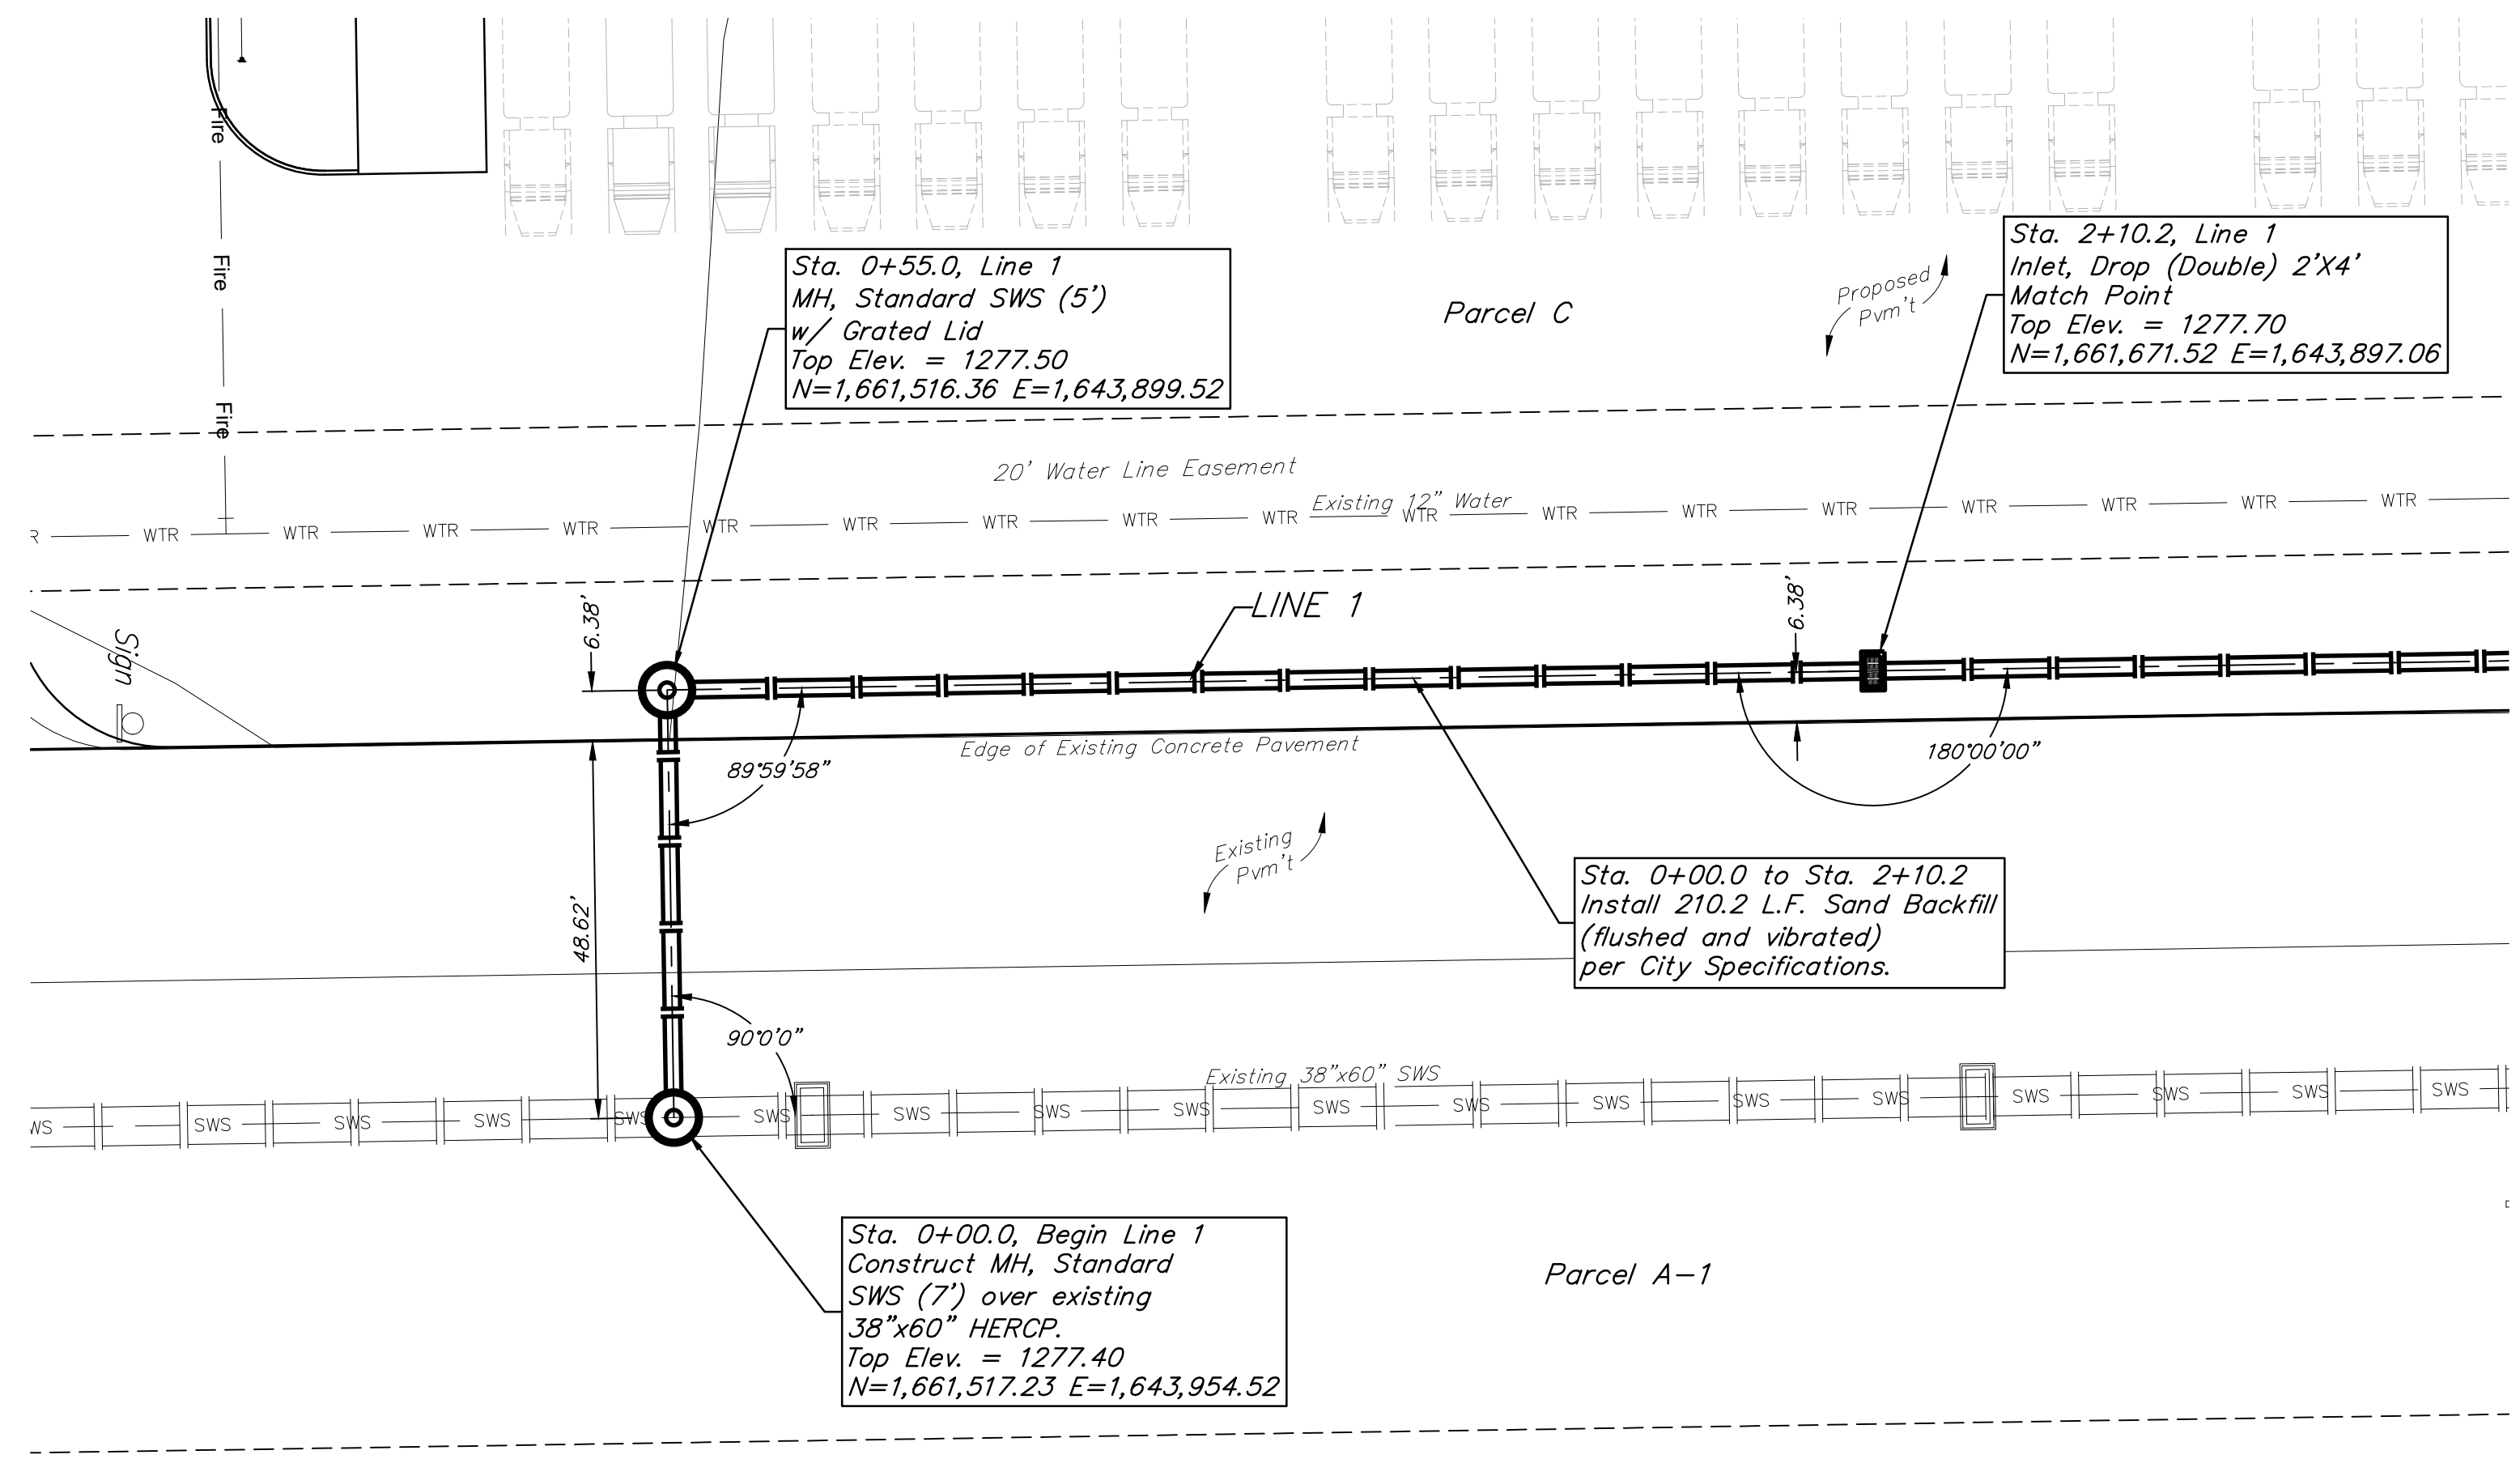 Fire
Fire
Fire
Sta. 0+55.0, Line 1
MH, Standard SWS (5')
w/ Grated Lid
Top Elev. = 1277.50
N=1,661,516.36 E=1,643,899.52
Parcel C
Proposed
Pvm't
Sta. 2+10.2, Line 1
Inlet, Drop (Double) 2'X4'
Match Point
Top Elev. = 1277.70
N=1,661,671.52 E=1,643,897.06
20' Water Line Easement
Existing 12" Water
R WTR WTR WTR WTR WTR WTR WTR WTR WTR WTR WTR WTR WTR WTR WTR WTR WTR
Sign
6.38'
LINE 1
6.38'
Edge of Existing Concrete Pavement
89°59'58"
180°00'00"
Existing
Pvm't
Sta. 0+00.0 to Sta. 2+10.2
Install 210.2 L.F. Sand Backfill
(flushed and vibrated)
per City Specifications.
48.62'
90°0'0"
Existing 38"x60" SWS
WS SWS SWS SWS SWS SWS SWS SWS SWS SWS SWS SWS SWS SWS SWS SWS SWS SWS
Sta. 0+00.0, Begin Line 1
Construct MH, Standard
SWS (7') over existing
38"x60" HERCP.
Top Elev. = 1277.40
N=1,661,517.23 E=1,643,954.52
Parcel A-1